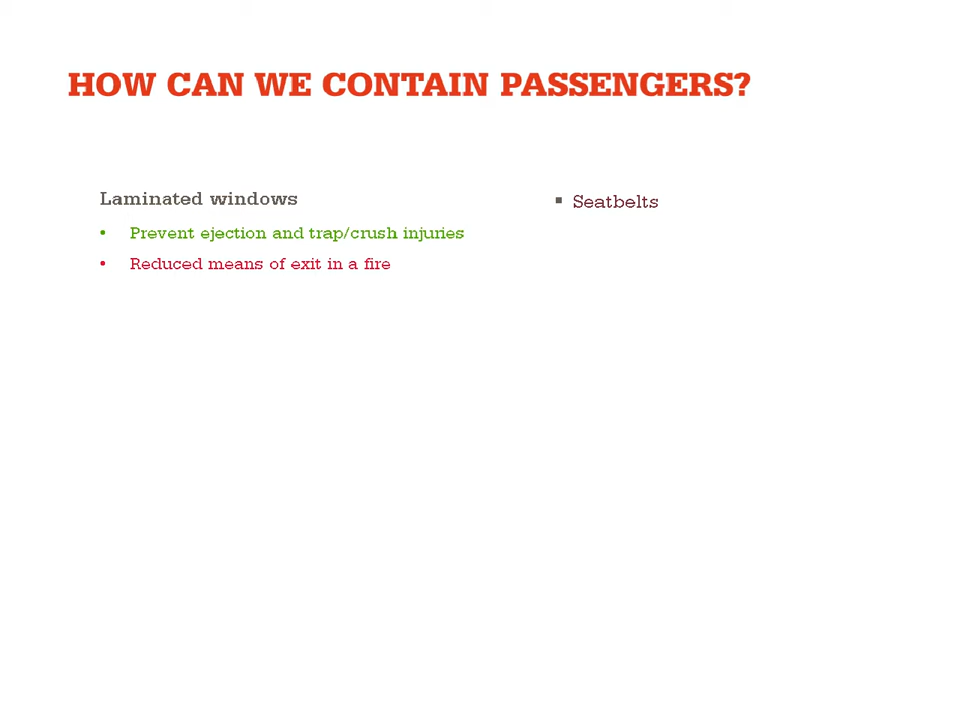 HOW CAN WE CONTAIN PASSENGERS?
Laminated windows
• Prevent ejection and trap/crush injuries
• Reduced means of exit in a fire
▪ Seatbelts